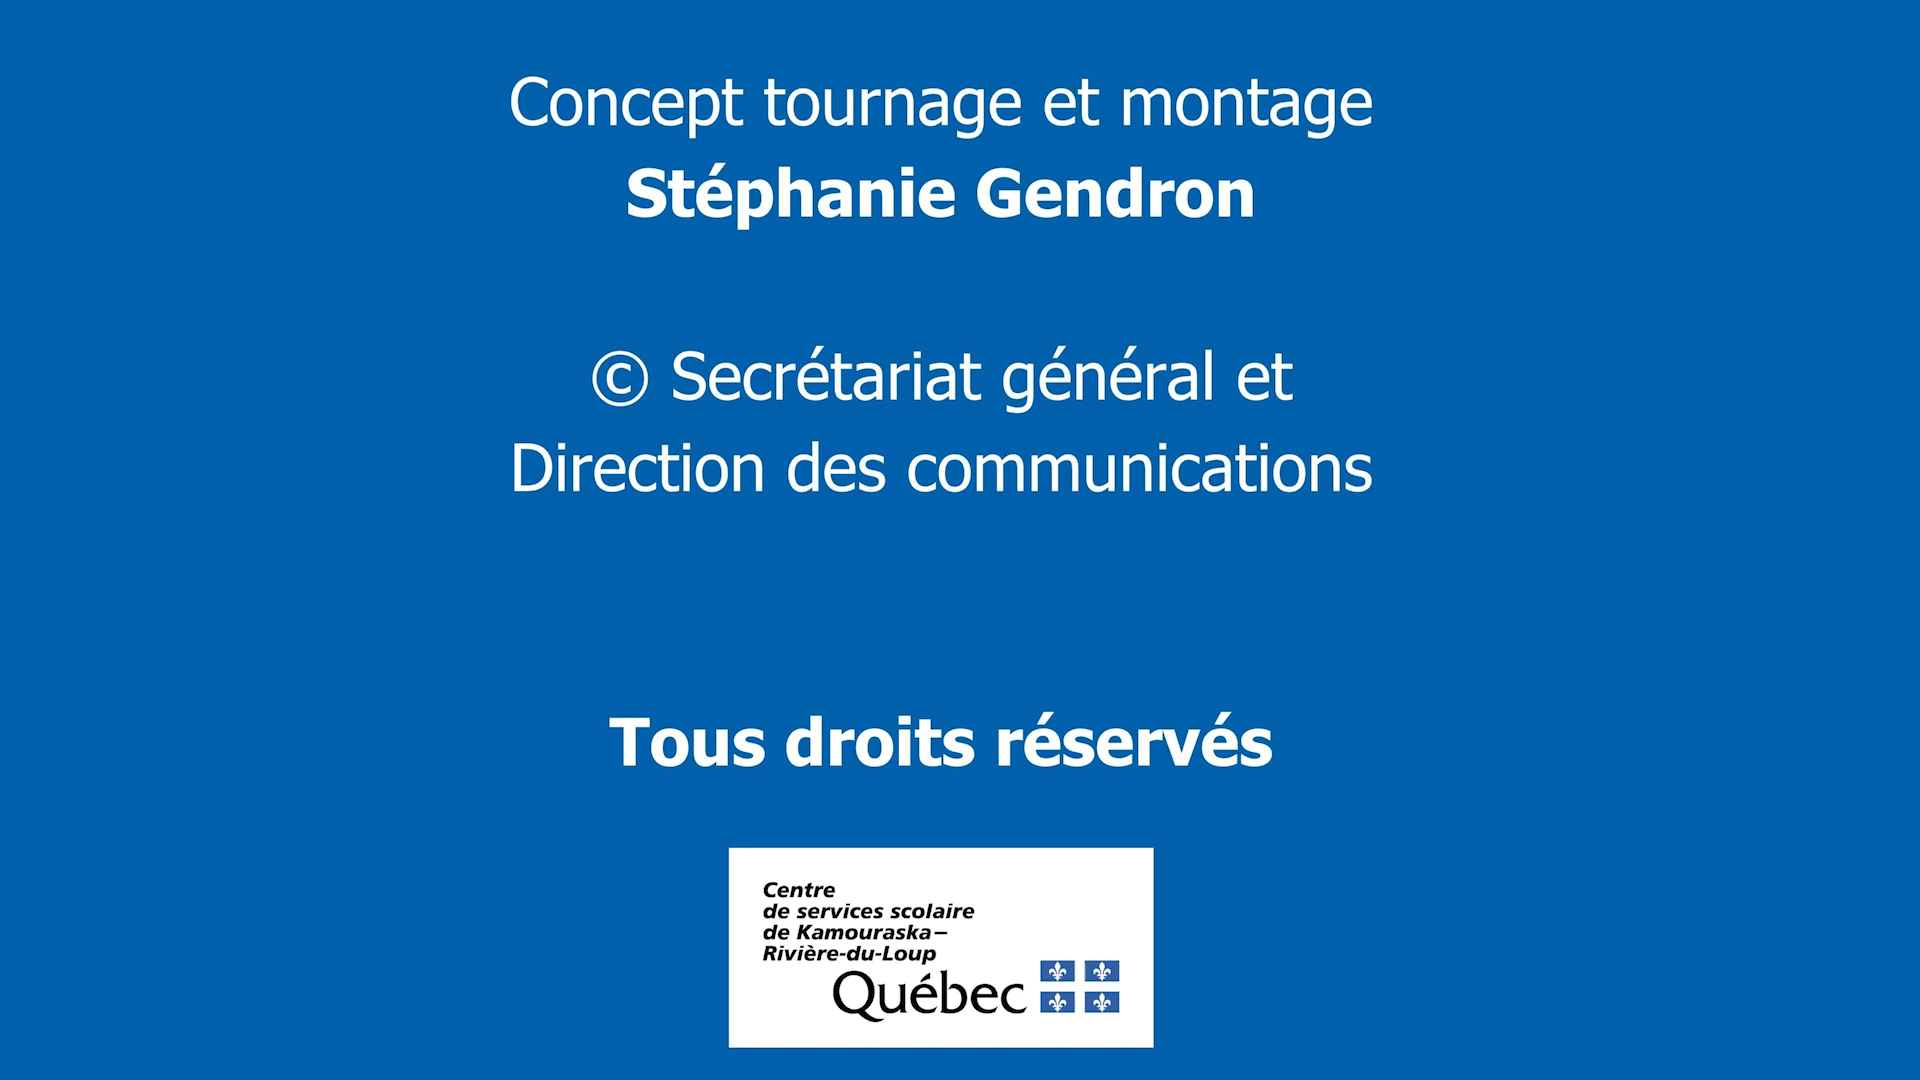 Concept tournage et montage
Stéphanie Gendron
© Secrétariat général et
Direction des communications
Tous droits réservés
Centre
de services scolaire
de Kamouraska–
Rivière-du-Loup
Québec